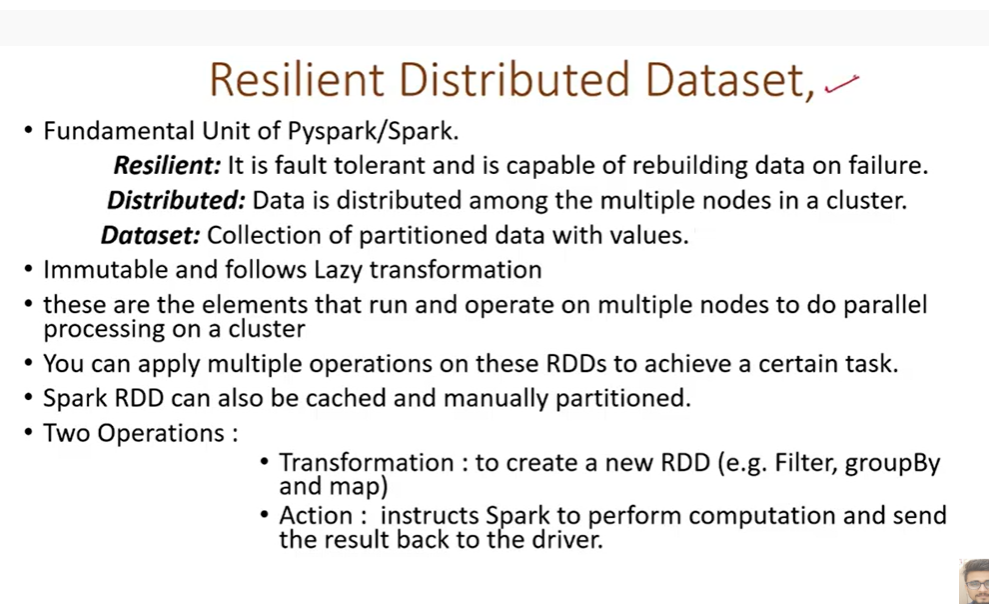 Resilient Distributed Dataset,
• Fundamental Unit of Pyspark/Spark.
Resilient: It is fault tolerant and is capable of rebuilding data on failure.
Distributed: Data is distributed among the multiple nodes in a cluster.
Dataset: Collection of partitioned data with values.
• Immutable and follows Lazy transformation
• these are the elements that run and operate on multiple nodes to do parallel
processing on a cluster
• You can apply multiple operations on these RDDs to achieve a certain task.
• Spark RDD can also be cached and manually partitioned.
• Two Operations :
• Transformation : to create a new RDD (e.g. Filter, groupBy
and map)
• Action : instructs Spark to perform computation and send
the result back to the driver.